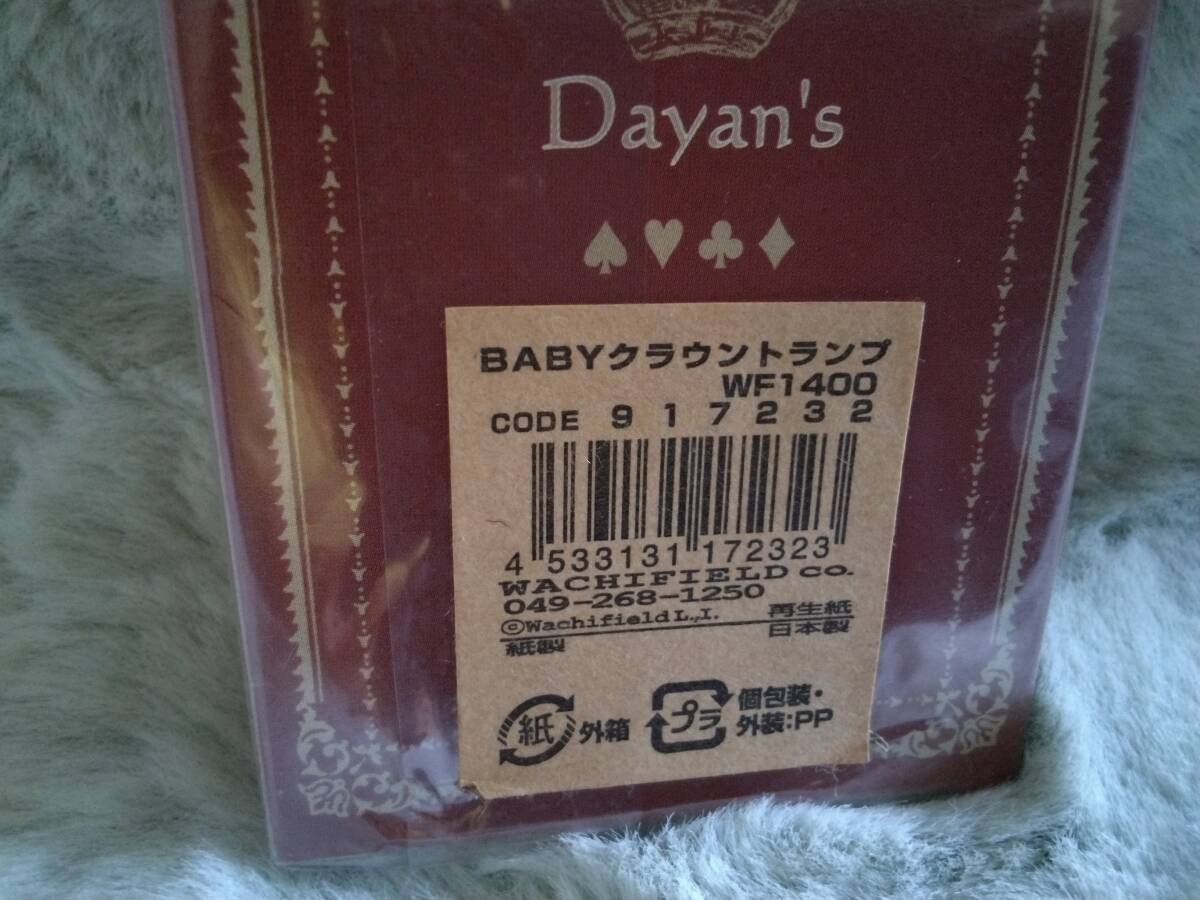 Dayan's
BABYクラウントランプ
WF1400
CODE 917232
4 533131 172323
WACHIFIELD CO.
049-268-1250
©Wachifield L.,I. 再生紙
紙製 日本製
紙 外箱 プラ 個包装・
外装:PP